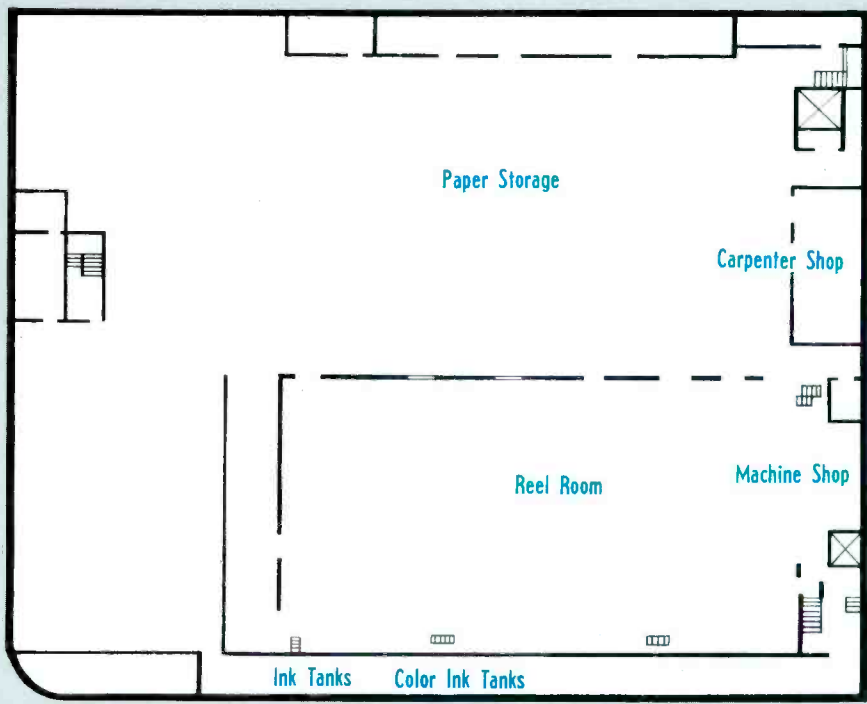 Paper Storage
Carpenter Shop
Reel Room
Machine Shop
Ink Tanks
Color Ink Tanks